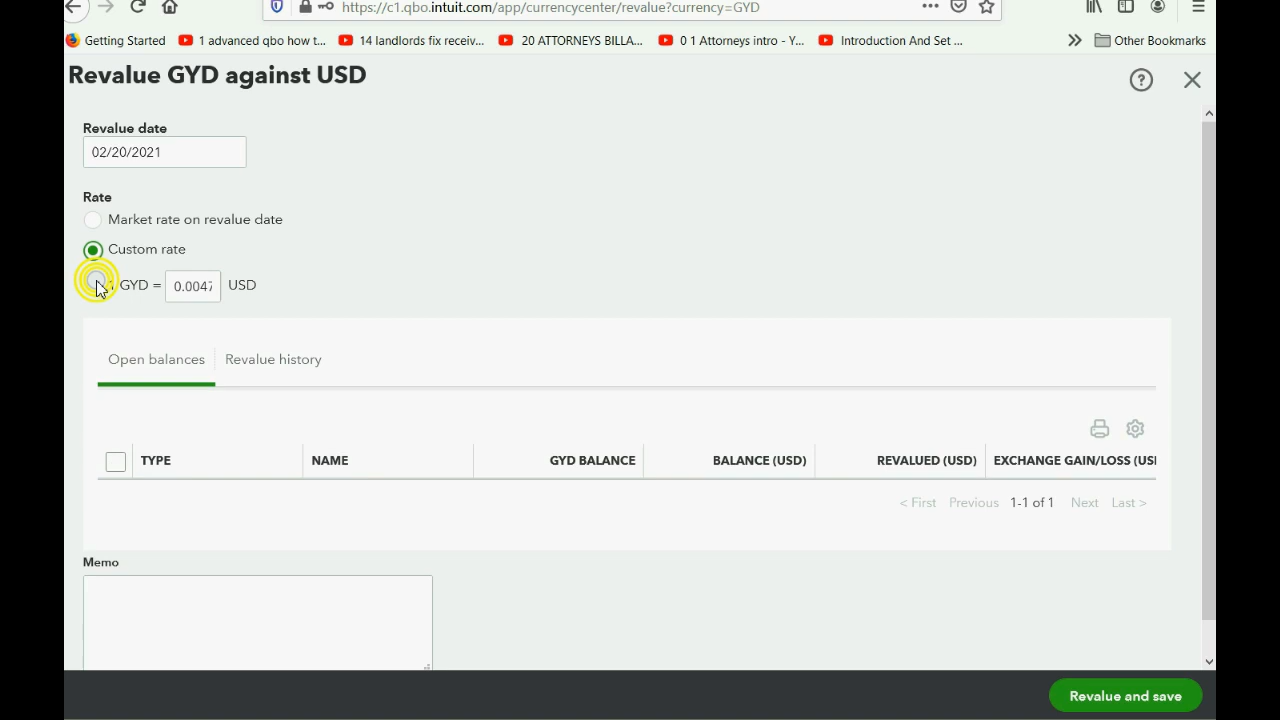 https://c1.qbo.intuit.com/app/currencycenter/revalue?currency=GYD
Getting Started 1 advanced qbo how t... 14 landlords fix receiv... 20 ATTORNEYS BILLA... 0 1 Attorneys intro - Y... Introduction And Set ... Other Bookmarks
Revalue GYD against USD
Revalue date
02/20/2021
Rate
Market rate on revalue date
Custom rate
GYD = 0.0047 USD
Open balances Revalue history
TYPE NAME GYD BALANCE BALANCE (USD) REVALUED (USD) EXCHANGE GAIN/LOSS (USI
< First Previous 1-1 of 1 Next Last >
Memo
Revalue and save